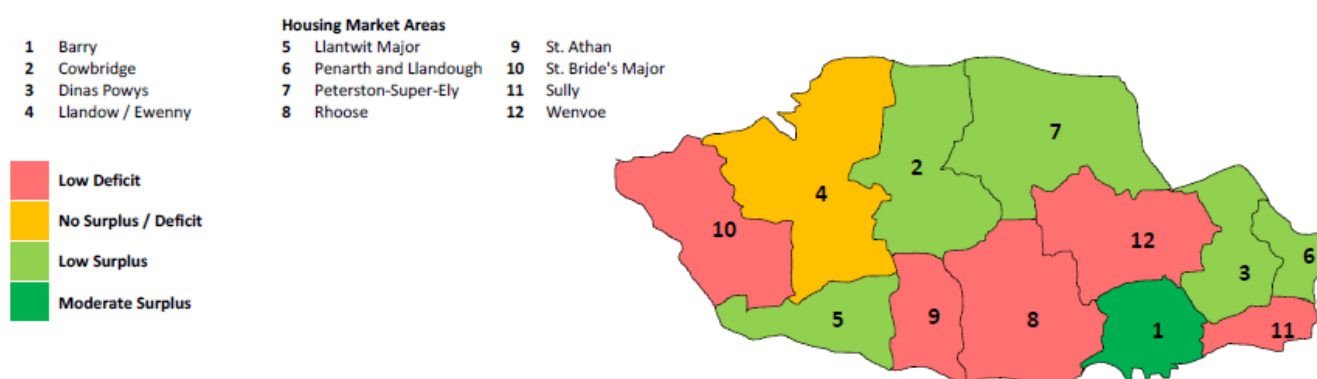 Housing Market Areas
1 Barry 5 Llantwit Major 9 St. Athan
2 Cowbridge 6 Penarth and Llandough 10 St. Bride's Major
3 Dinas Powys 7 Peterston-Super-Ely 11 Sully
4 Llandow / Ewenny 8 Rhoose 12 Wenvoe
Low Deficit
No Surplus / Deficit
Low Surplus
Moderate Surplus
7
2
4
10
12
6
3
5
9
8
1
11